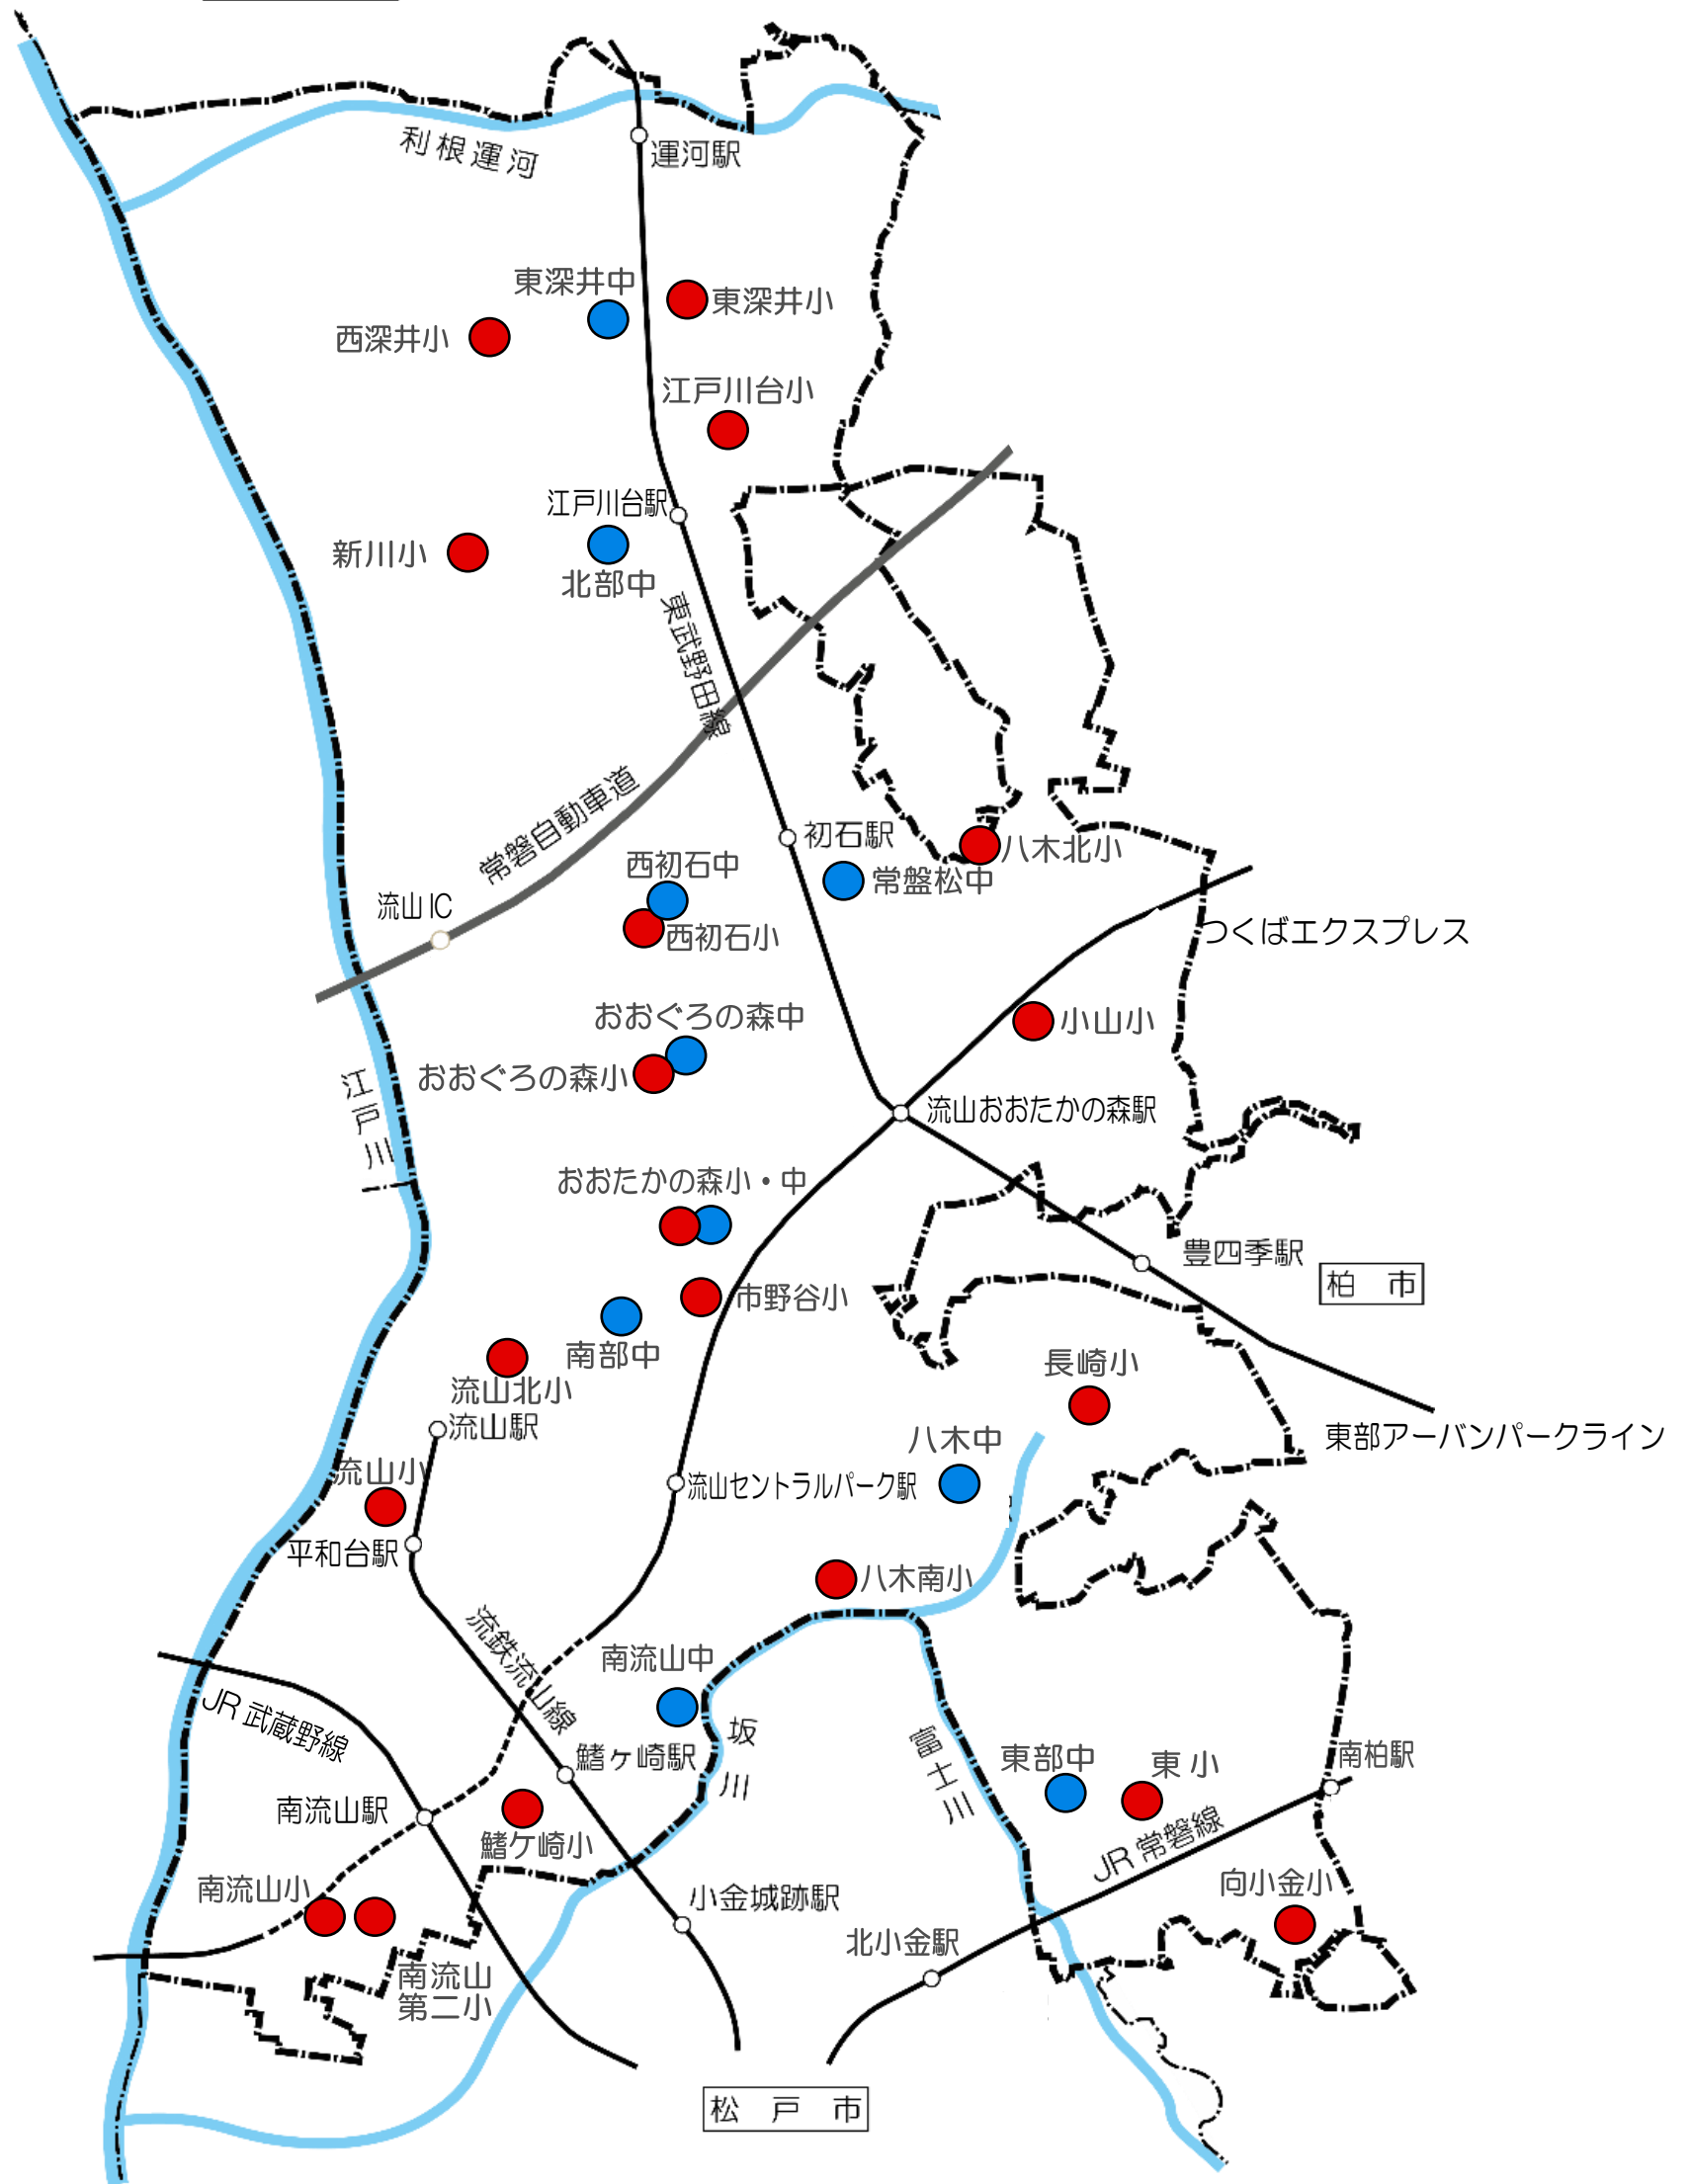 利根運河
運河駅
東深井中
東深井小
西深井小
江戸川台小
江戸川台駅
新川小
北部中
東武野田線
常磐自動車道
初石駅
八木北小
西初石中
常盤松中
流山IC
西初石小
つくばエクスプレス
おおぐろの森中
小山小
おおぐろの森小
江戸川
流山おおたかの森駅
おおたかの森小・中
豊四季駅
柏 市
市野谷小
南部中
長崎小
流山北小
流山駅
東部アーバンパークライン
八木中
流山小
流山セントラルパーク駅
平和台駅
八木南小
流鉄流山線
南流山中
JR武蔵野線
坂川
富士川
鰭ヶ崎駅
東部中
東小
南柏駅
南流山駅
鰭ケ崎小
JR常磐線
南流山小
向小金小
小金城跡駅
北小金駅
南流山
第二小
松 戸 市